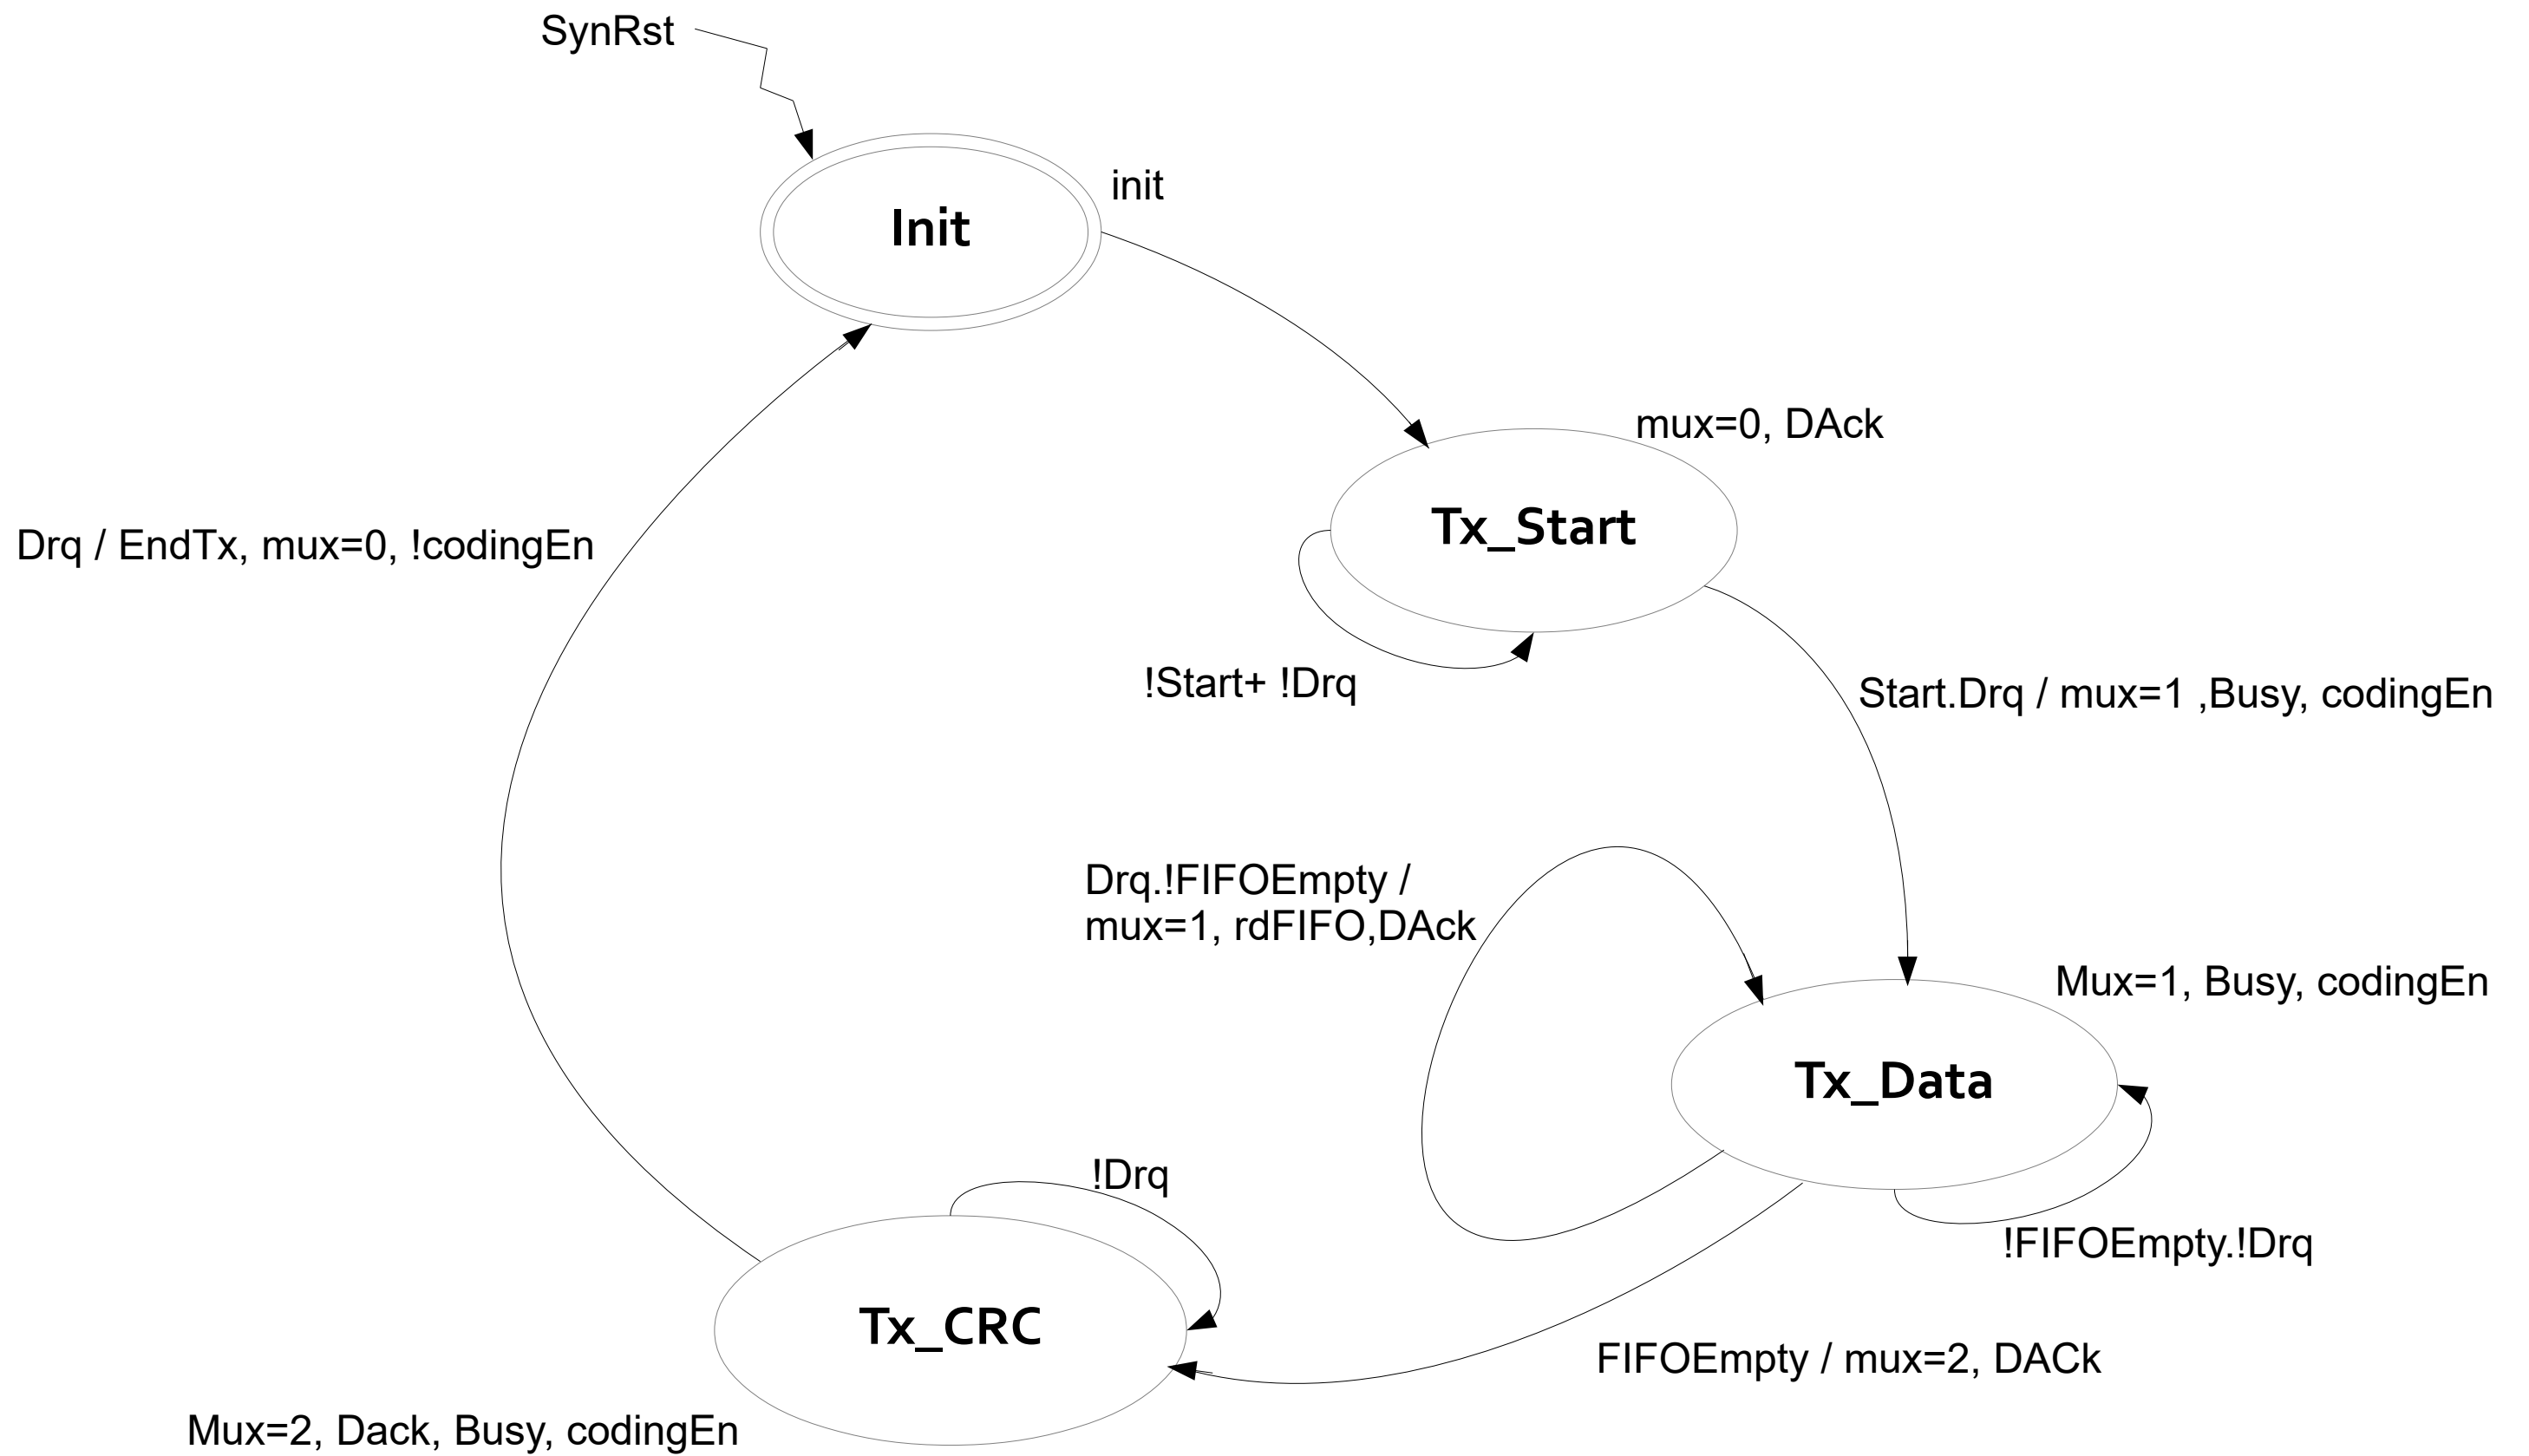 SynRst
init
Init
mux=0, DAck
Tx_Start
Drq / EndTx, mux=0, !codingEn
!Start+ !Drq
Start.Drq / mux=1 ,Busy, codingEn
Drq.!FIFOEmpty /
mux=1, rdFIFO,DAck
Mux=1, Busy, codingEn
Tx_Data
!Drq
!FIFOEmpty.!Drq
Tx_CRC
FIFOEmpty / mux=2, DACk
Mux=2, Dack, Busy, codingEn